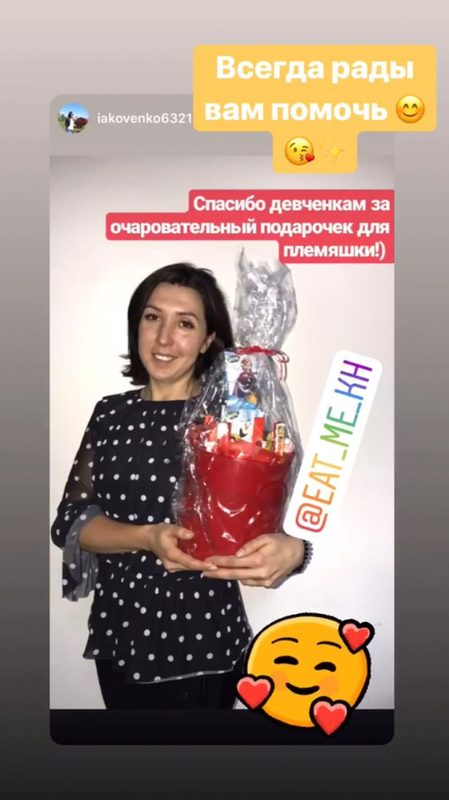 Всегда рады
вам помочь 😊
😘✨
iakovenko6321
Спасибо девченкам за
очаровательный подарочек для
племяшки!)
@EAT_ME_KH